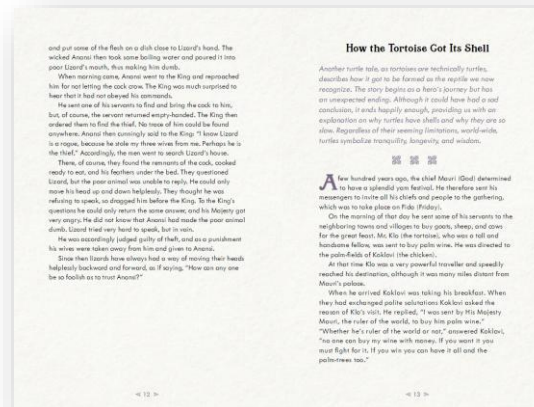 and put some of the flesh on a dish close to Lizard's hand. The
wicked Anansi then took some boiling water and poured it into
poor Lizard's mouth, thus making him dumb.
When morning came, Anansi went to the King and reproached
him for not letting the cock crow. The King was much surprised to
hear that it had not obeyed his commands.
He sent one of his servants to find and bring the cock to him,
but, of course, the servant returned empty-handed. The King then
ordered them to find the thief. No trace of him could be found
anywhere. Anansi then cunningly said to the King: "I know Lizard
is a rogue, because he stole my three wives from me. Perhaps he is
the thief." Accordingly, the men went to search Lizard's house.
There, of course, they found the remnants of the cock, cooked
ready to eat, and his feathers under the bed. They questioned
Lizard, but the poor animal was unable to reply. He could only
move his head up and down helplessly. They thought he was
refusing to speak, so dragged him before the King. To the King's
questions he could only return the same answer, and his Majesty got
very angry. He did not know that Anansi had made the poor animal
dumb. Lizard tried very hard to speak, but in vain.
He was accordingly judged guilty of theft, and as a punishment
his wives were taken away from him and given to Anansi.
Since then lizards have always had a way of moving their heads
helplessly backward and forward, as if saying, "How can any one
be so foolish as to trust Anansi?"
12
How the Tortoise Got Its Shell
Another turtle tale, as tortoises are technically turtles,
describes how it got to be formed as the reptile we now
recognize. The story begins as a hero's journey but has
an unexpected ending. Although it could have had a sad
conclusion, it ends happily enough, providing us with an
explanation on why turtles have shells and why they are so
slow. Regardless of their seeming limitations, world-wide,
turtles symbolize tranquility, longevity, and wisdom.
A few hundred years ago, the chief Mauri (God) determined
to have a splendid yam festival. He therefore sent his
messengers to invite all his chiefs and people to the gathering,
which was to take place on Fida (Friday).
On the morning of that day he sent some of his servants to the
neighboring towns and villages to buy goats, sheep, and cows
for the great feast. Mr. Klo (the tortoise), who was a tall and
handsome fellow, was sent to buy palm wine. He was directed to
the palm-fields of Koklovi (the chicken).
At that time Klo was a very powerful traveller and speedily
reached his destination, although it was many miles distant from
Mauri's palace.
When he arrived Koklovi was taking his breakfast. When
they had exchanged polite salutations Koklovi asked the
reason of Klo's visit. He replied, "I was sent by His Majesty
Mauri, the ruler of the world, to buy him palm wine."
"Whether he's ruler of the world or not," answered Koklovi,
"no one can buy my wine with money. If you want it you
must fight for it. If you win you can have it all and the
palm-trees too."
13